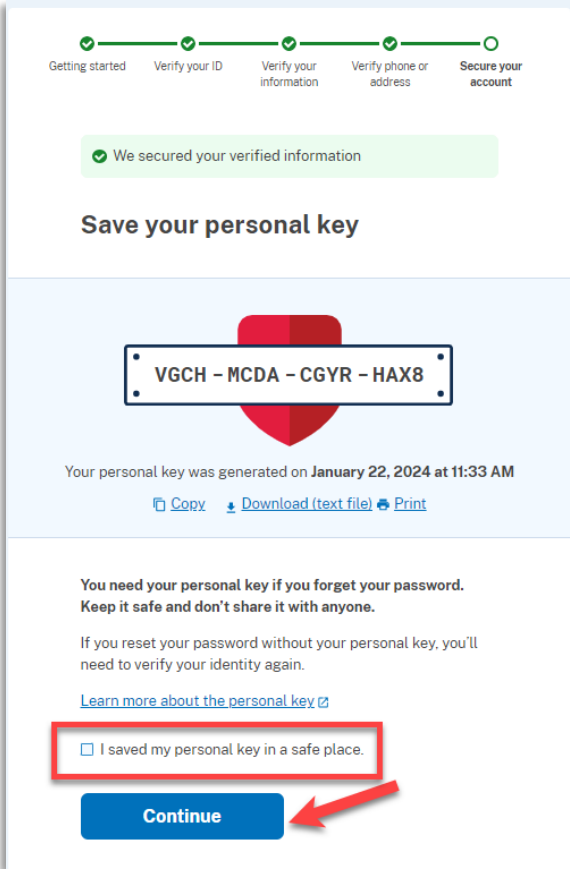 Getting started
Verify your ID
Verify your
information
Verify phone or
address
Secure your
account
We secured your verified information
Save your personal key
VGCH – MCDA – CGYR – HAX8
Your personal key was generated on January 22, 2024 at 11:33 AM
Copy Download (text file) Print
You need your personal key if you forget your password.
Keep it safe and don't share it with anyone.
If you reset your password without your personal key, you'll
need to verify your identity again.
Learn more about the personal key
I saved my personal key in a safe place.
Continue